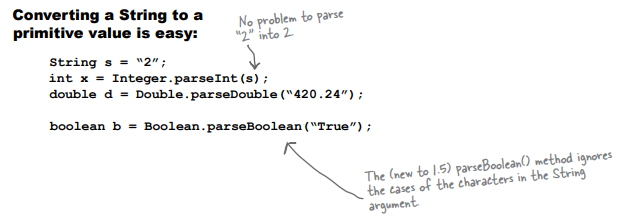 Converting a String to a
primitive value is easy:
No problem to parse
"2" into 2
String s = “2”;
int x = Integer.parseInt(s);
double d = Double.parseDouble(“420.24”);
boolean b = Boolean.parseBoolean(“True”);
The (new to 1.5) parseBoolean() method ignores
the cases of the characters in the String
argument